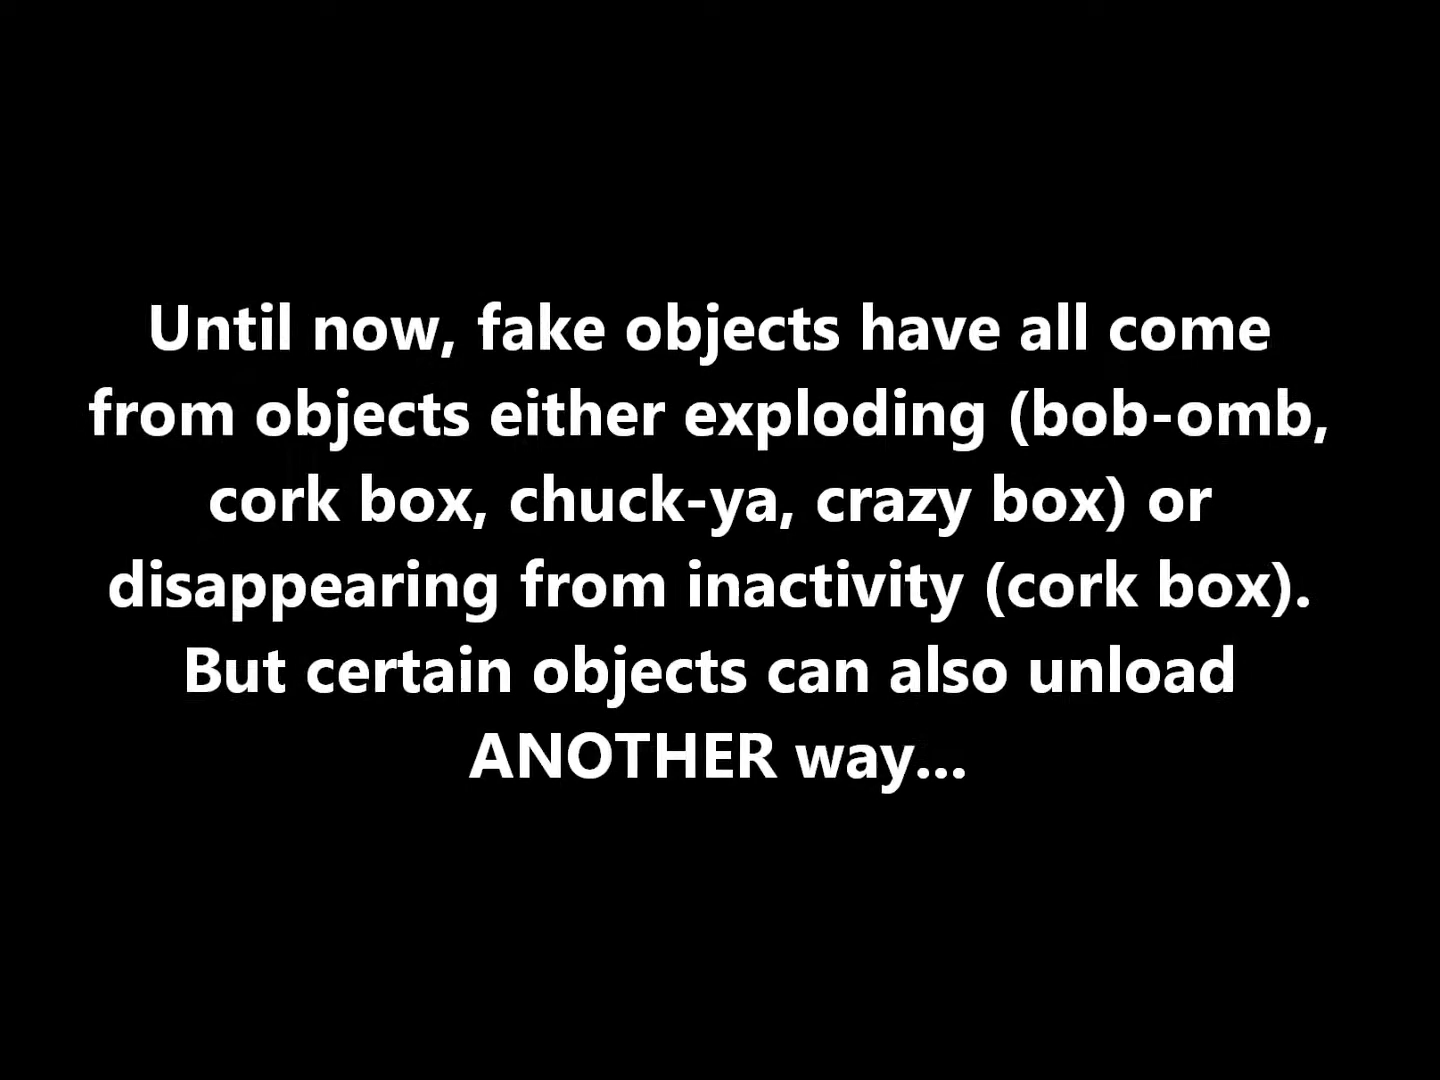 Until now, fake objects have all come
from objects either exploding (bob-omb,
cork box, chuck-ya, crazy box) or
disappearing from inactivity (cork box).
But certain objects can also unload
ANOTHER way...